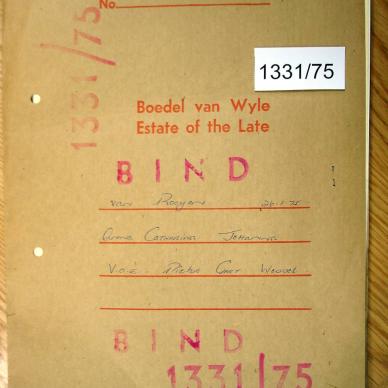 No.
1331/75
1331/75
Boedel van Wyle
Estate of the Late
BIND
van Rooyen
Anna Catharina Johanna
V.o.e. Pieter
BIND
1331/75